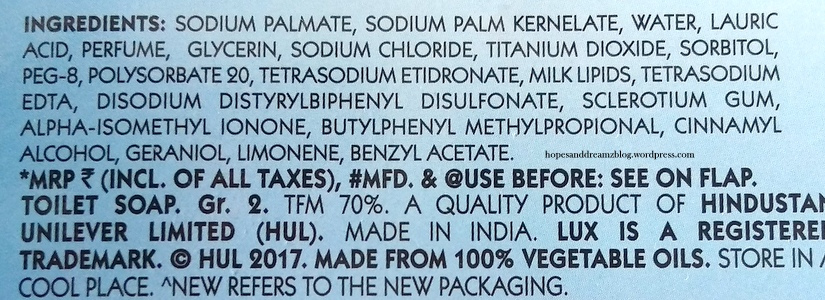 INGREDIENTS: SODIUM PALMATE, SODIUM PALM KERNELATE, WATER, LAURIC
ACID, PERFUME, GLYCERIN, SODIUM CHLORIDE, TITANIUM DIOXIDE, SORBITOL,
PEG-8, POLYSORBATE 20, TETRASODIUM ETIDRONATE, MILK LIPIDS, TETRASODIUM
EDTA, DISODIUM DISTYRYLBIPHENYL DISULFONATE, SCLEROTIUM GUM,
ALPHA-ISOMETHYL IONONE, BUTYLPHENYL METHYLPROPIONAL, CINNAMYL
ALCOHOL, GERANIOL, LIMONENE, BENZYL ACETATE. hopesanddreamzblog.wordpress.com
*MRP ₹ (INCL. OF ALL TAXES), #MFD. & @USE BEFORE: SEE ON FLAP.
TOILET SOAP. Gr. 2. TFM 70%. A QUALITY PRODUCT OF HINDUSTAN
UNILEVER LIMITED (HUL). MADE IN INDIA. LUX IS A REGISTERE
TRADEMARK. © HUL 2017. MADE FROM 100% VEGETABLE OILS. STORE IN
COOL PLACE. ^NEW REFERS TO THE NEW PACKAGING.